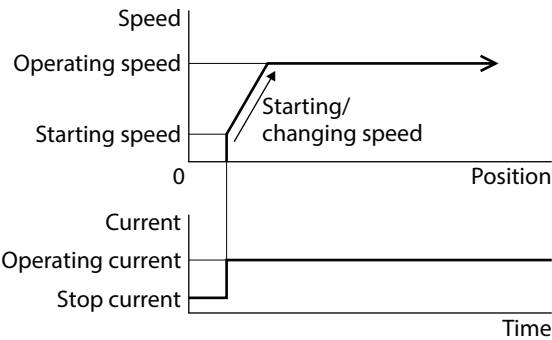 Speed
Operating speed
Starting/
changing speed
Starting speed
0
Position
Current
Operating current
Stop current
Time